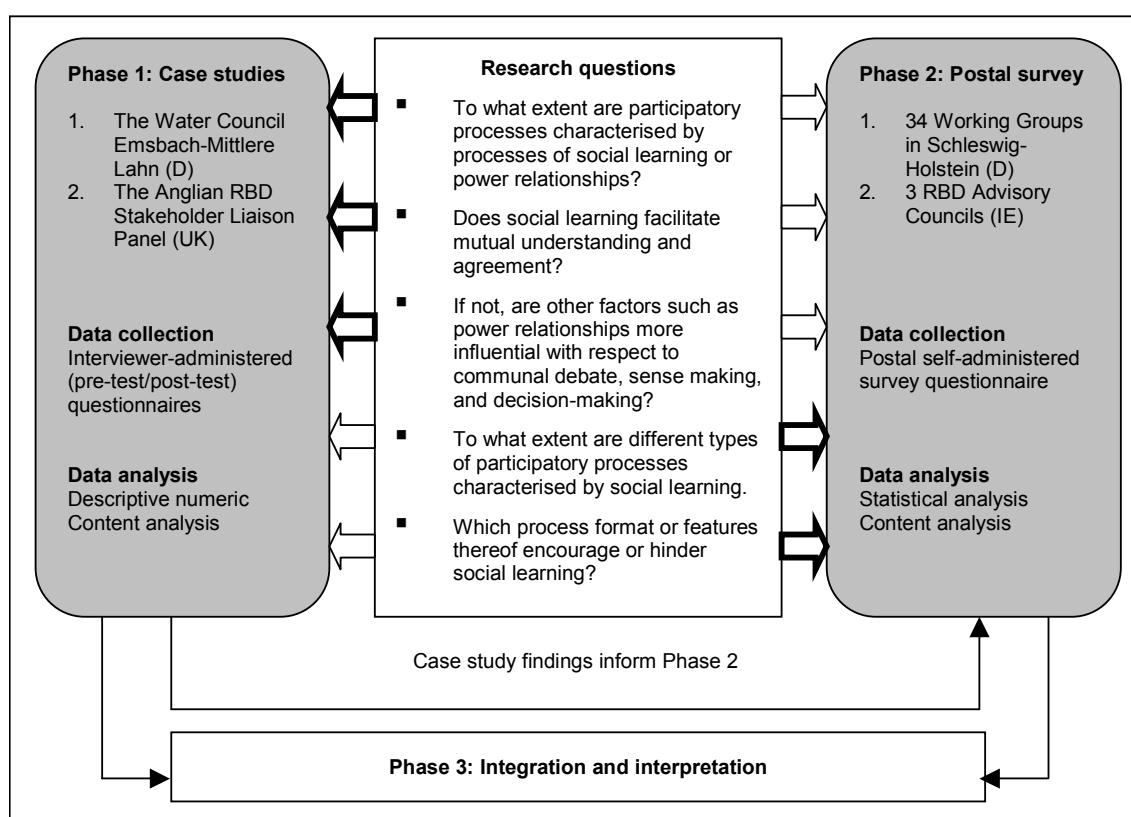 Phase 1: Case studies
1. The Water Council
Emsbach-Mittlere
Lahn (D)
2. The Anglian RBD
Stakeholder Liaison
Panel (UK)
Data collection
Interviewer-administered
(pre-test/post-test)
questionnaires
Data analysis
Descriptive numeric
Content analysis
Research questions
▪ To what extent are participatory
processes characterised by
processes of social learning or
power relationships?
▪ Does social learning facilitate
mutual understanding and
agreement?
▪ If not, are other factors such as
power relationships more
influential with respect to
communal debate, sense making,
and decision-making?
▪ To what extent are different types
of participatory processes
characterised by social learning.
▪ Which process format or features
thereof encourage or hinder
social learning?
Phase 2: Postal survey
1. 34 Working Groups
in Schleswig-
Holstein (D)
2. 3 RBD Advisory
Councils (IE)
Data collection
Postal self-administered
survey questionnaire
Data analysis
Statistical analysis
Content analysis
Case study findings inform Phase 2
Phase 3: Integration and interpretation